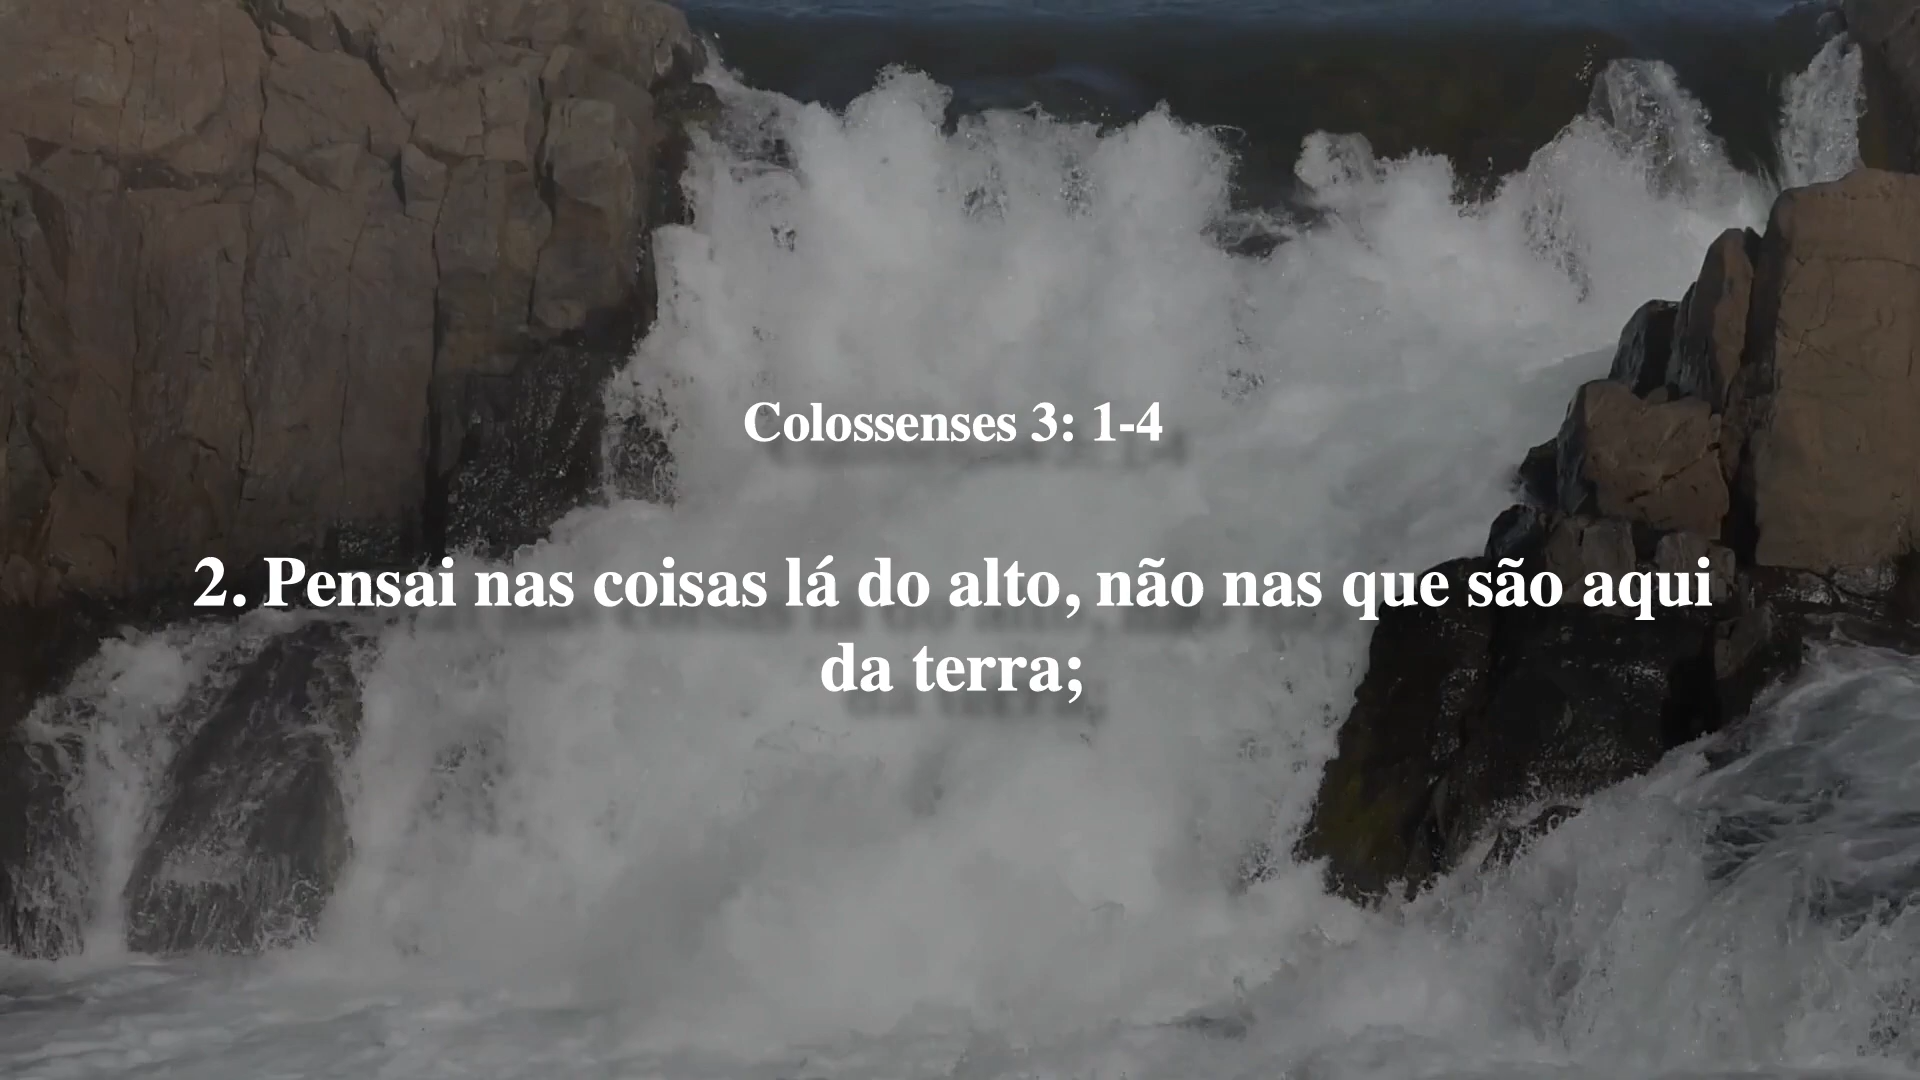 Colossenses 3: 1-4
2. Pensai nas coisas lá do alto, não nas que são aqui
da terra;